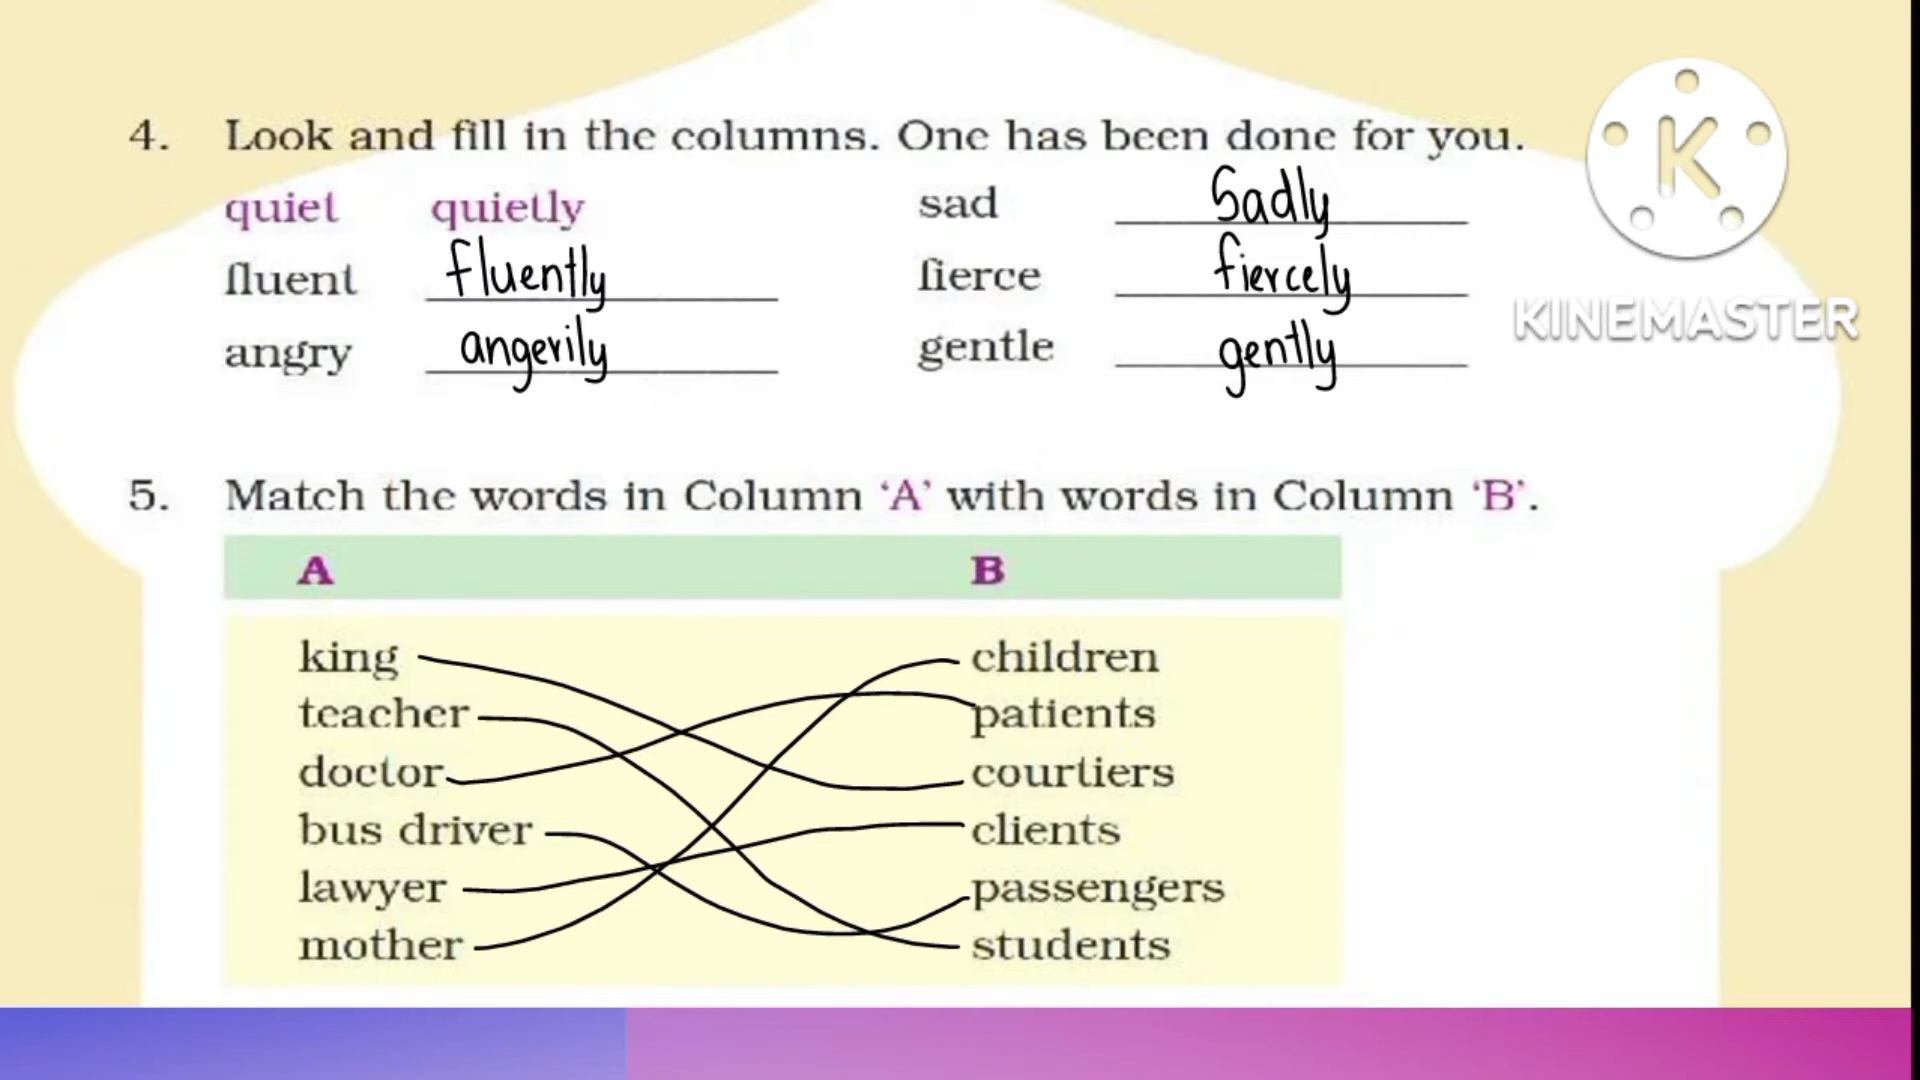 4. Look and fill in the columns. One has been done for you.
quiet quietly sad Sadly
fluent fluently fierce fiercely
angry angerily gentle gently
KINEMASTER
5. Match the words in Column ‘A’ with words in Column ‘B’.
A B
king children
teacher patients
doctor courtiers
bus driver clients
lawyer passengers
mother students